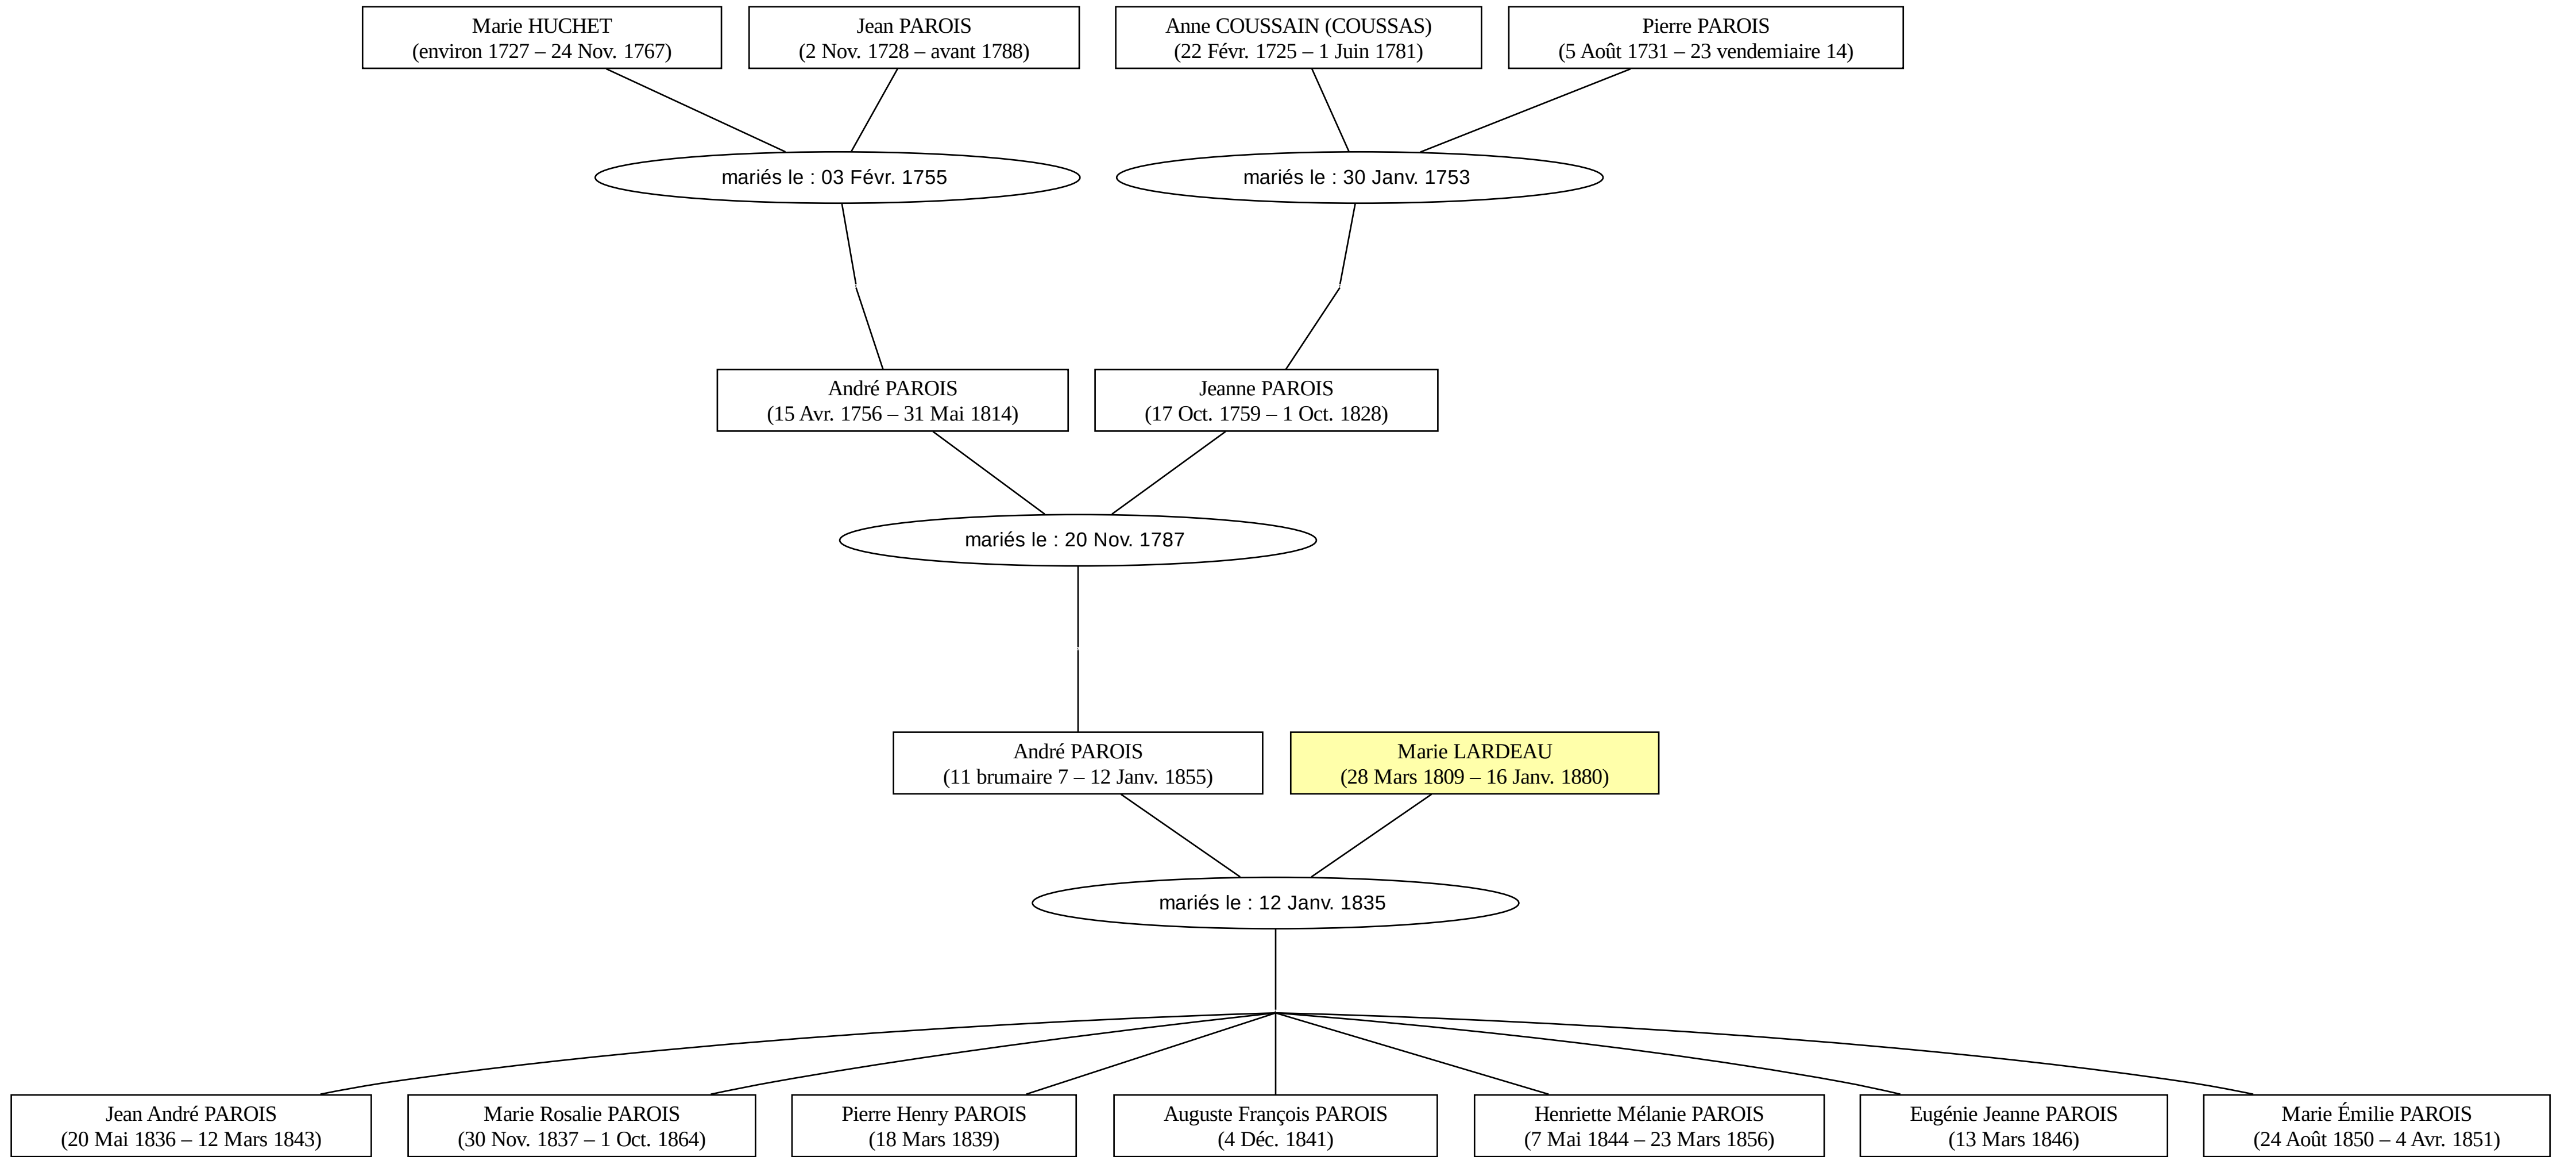 Marie HUCHET
(environ 1727 – 24 Nov. 1767)
Jean PAROIS
(2 Nov. 1728 – avant 1788)
Anne COUSSAIN (COUSSAS)
(22 Févr. 1725 – 1 Juin 1781)
Pierre PAROIS
(5 Août 1731 – 23 vendemiaire 14)
mariés le : 03 Févr. 1755
mariés le : 30 Janv. 1753
André PAROIS
(15 Avr. 1756 – 31 Mai 1814)
Jeanne PAROIS
(17 Oct. 1759 – 1 Oct. 1828)
mariés le : 20 Nov. 1787
André PAROIS
(11 brumaire 7 – 12 Janv. 1855)
Marie LARDEAU
(28 Mars 1809 – 16 Janv. 1880)
mariés le : 12 Janv. 1835
Jean André PAROIS
(20 Mai 1836 – 12 Mars 1843)
Marie Rosalie PAROIS
(30 Nov. 1837 – 1 Oct. 1864)
Pierre Henry PAROIS
(18 Mars 1839)
Auguste François PAROIS
(4 Déc. 1841)
Henriette Mélanie PAROIS
(7 Mai 1844 – 23 Mars 1856)
Eugénie Jeanne PAROIS
(13 Mars 1846)
Marie Émilie PAROIS
(24 Août 1850 – 4 Avr. 1851)